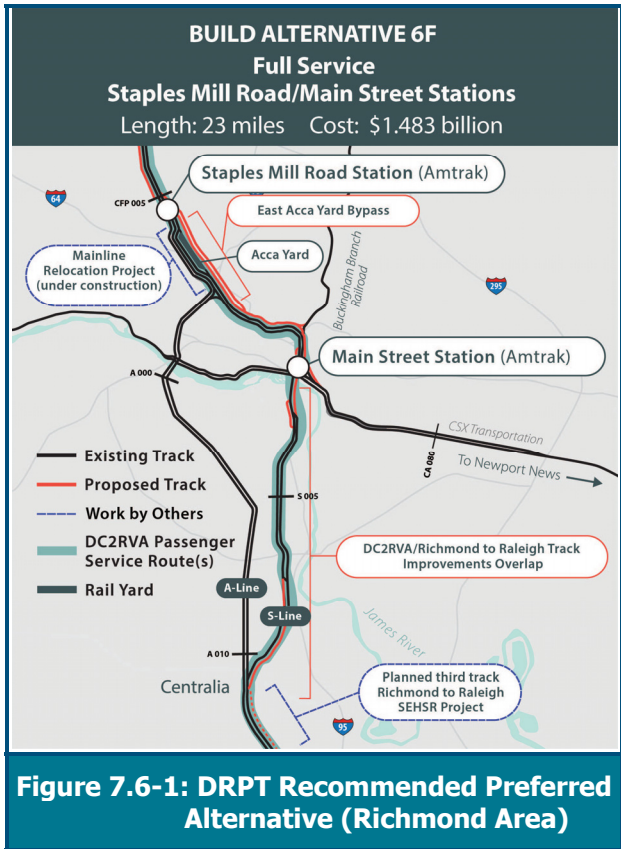 BUILD ALTERNATIVE 6F
Full Service
Staples Mill Road/Main Street Stations
Length: 23 miles Cost: $1.483 billion
Staples Mill Road Station (Amtrak)
64
CFP 005
East Acca Yard Bypass
Mainline
Relocation Project
(under construction)
Acca Yard
Buckingham Branch
Railroad
295
Main Street Station (Amtrak)
A 000
CSX Transportation
CA 080
To Newport News
Existing Track
Proposed Track
Work by Others
DC2RVA Passenger
Service Route(s)
Rail Yard
S 005
DC2RVA/Richmond to Raleigh Track
Improvements Overlap
A-Line
S-Line
James River
A 010
Centralia
Planned third track
Richmond to Raleigh
SEHSR Project
95
Figure 7.6-1: DRPT Recommended Preferred
Alternative (Richmond Area)